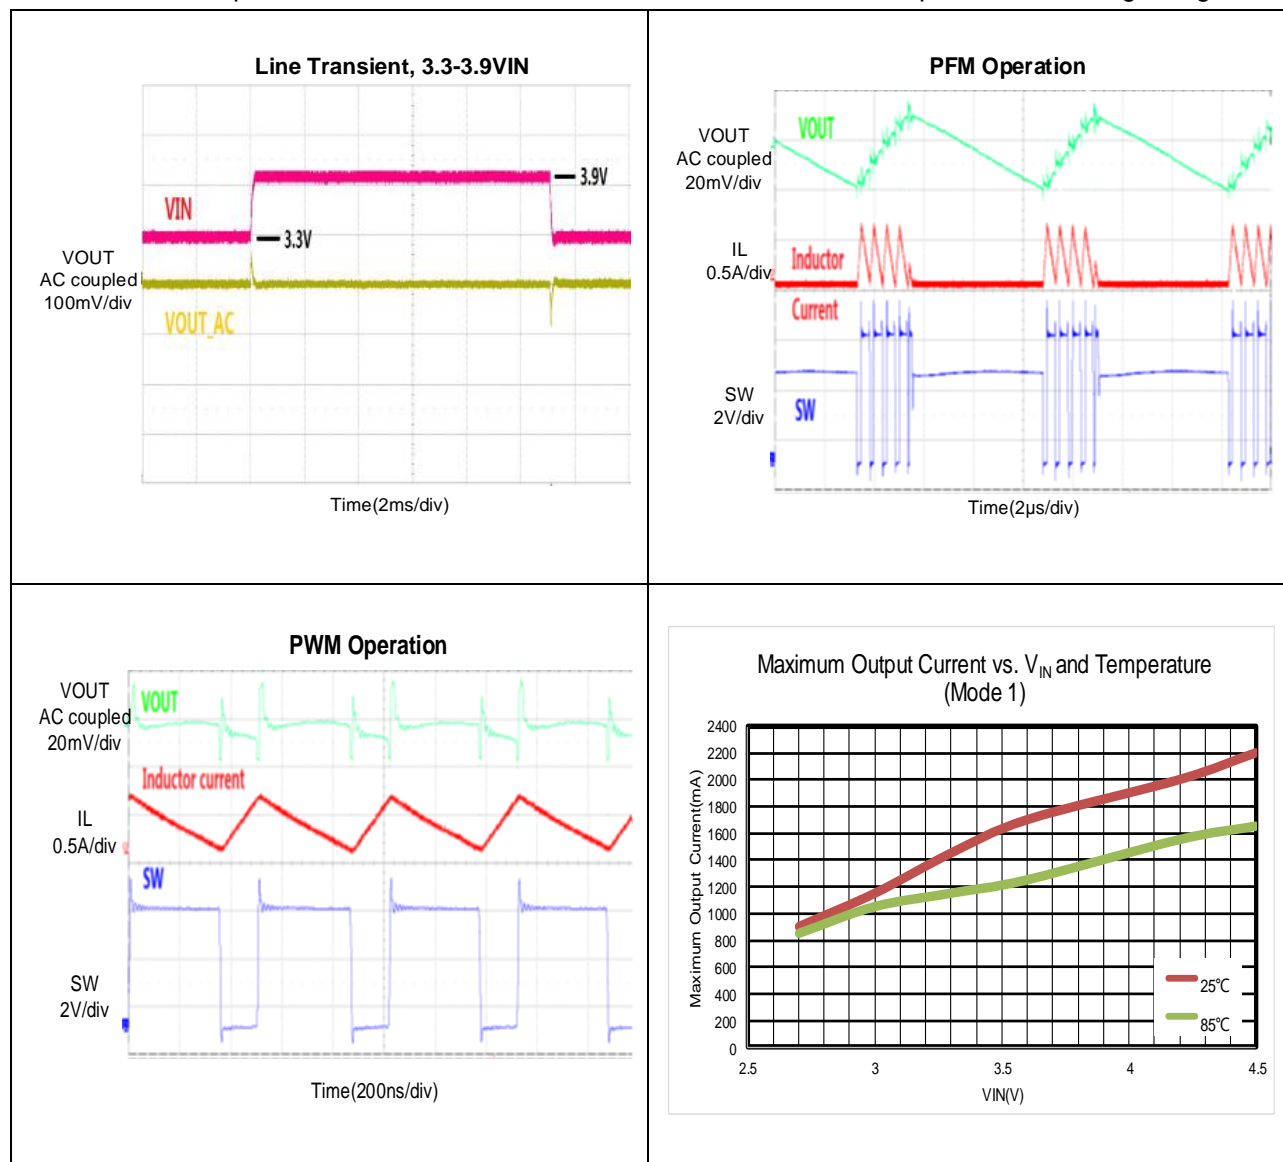 Line Transient, 3.3-3.9VIN
3.9V
VIN
3.3V
VOUT
AC coupled
100mV/div
VOUT_AC
Time(2ms/div)
PFM Operation
VOUT
AC coupled
20mV/div
VOUT
IL
0.5A/div
Inductor
Current
SW
2V/div
SW
Time(2µs/div)
PWM Operation
VOUT
AC coupled
20mV/div
VOUT
Inductor current
IL
0.5A/div
SW
SW
2V/div
Time(200ns/div)
Maximum Output Current vs. VIN and Temperature
(Mode 1)
Maximum Output Current(mA)
2400
2200
2000
1800
1600
1400
1200
1000
800
600
400
200
0
25℃
85℃
2.5 3 3.5 4 4.5
VIN(V)